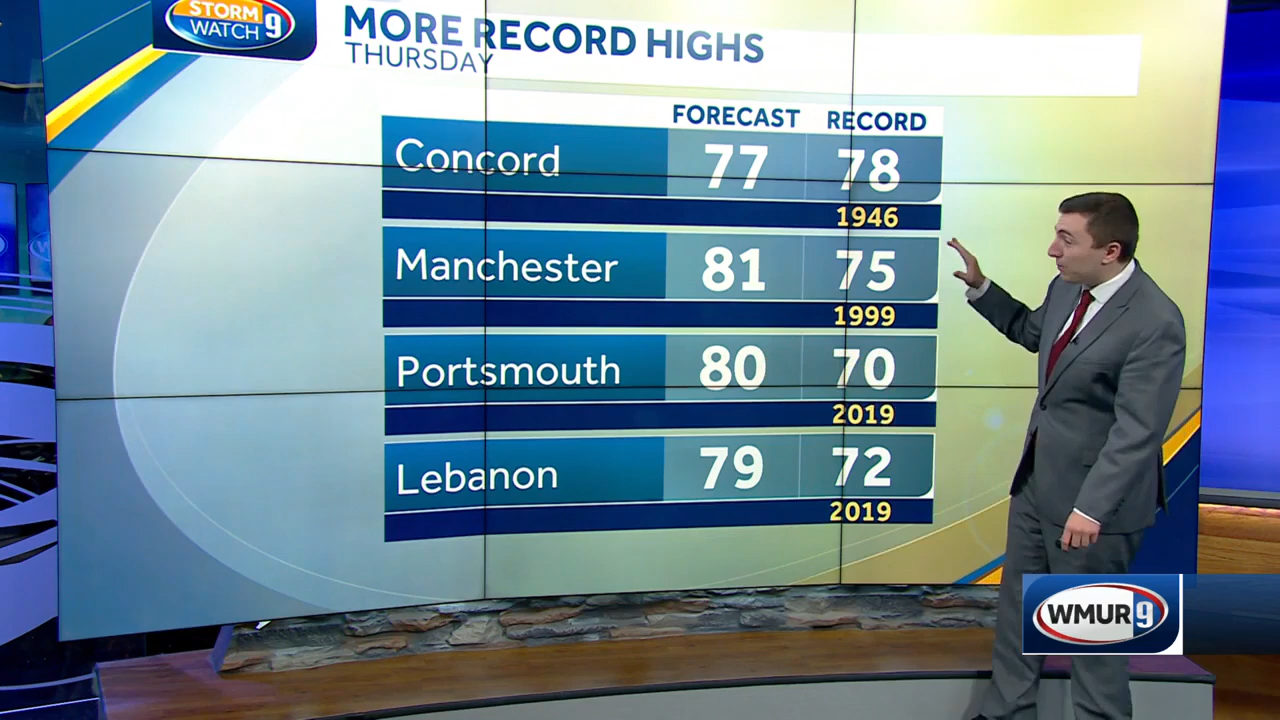 STORM
WATCH 9
MORE RECORD HIGHS
THURSDAY
FORECAST RECORD
Concord 77 78
1946
Manchester 81 75
1999
Portsmouth 80 70
2019
Lebanon 79 72
2019
WMUR 9